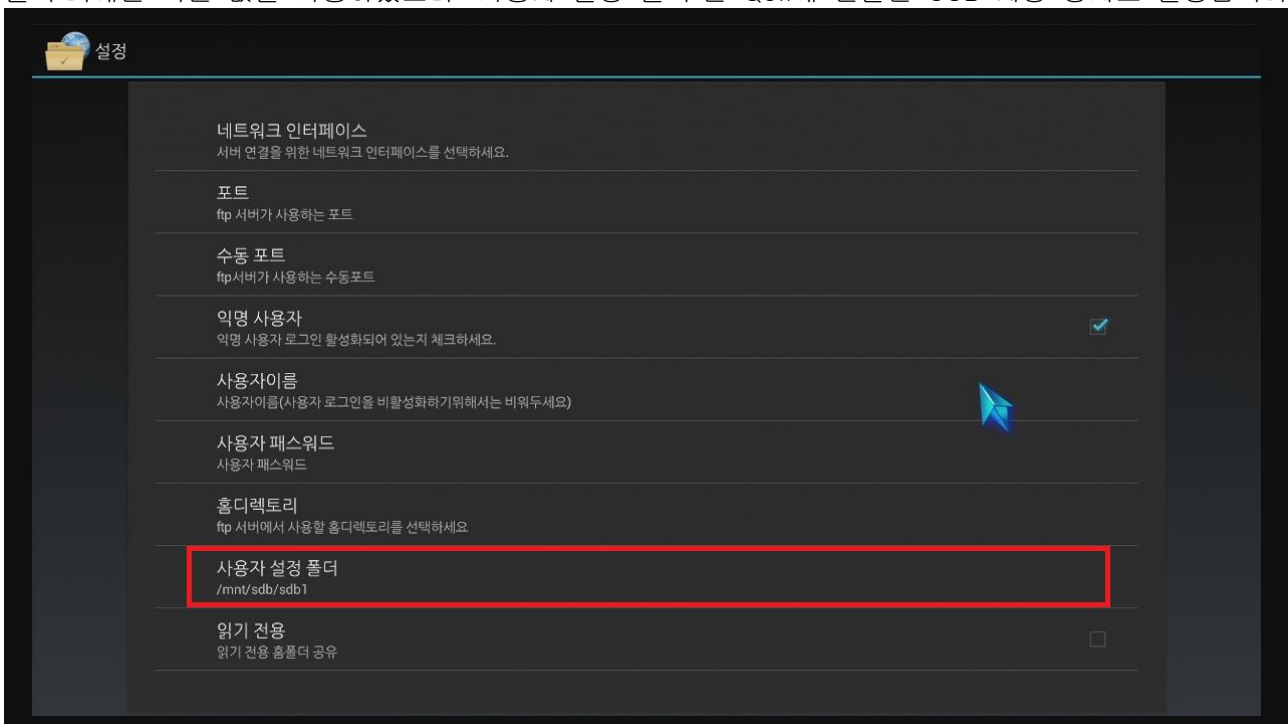 설정
네트워크 인터페이스
서버 연결을 위한 네트워크 인터페이스를 선택하세요.
포트
ftp 서버가 사용하는 포트
수동 포트
ftp서버가 사용하는 수동포트
익명 사용자
익명 사용자 로그인 활성화되어 있는지 체크하세요.
사용자이름
사용자이름(사용자 로그인을 비활성화하기위해서는 비워두세요)
사용자 패스워드
사용자 패스워드
홈디렉토리
ftp 서버에서 사용할 홈디렉토리를 선택하세요
사용자 설정 폴더
/mnt/sdb/sdb1
읽기 전용
읽기 전용 홈폴더 공유